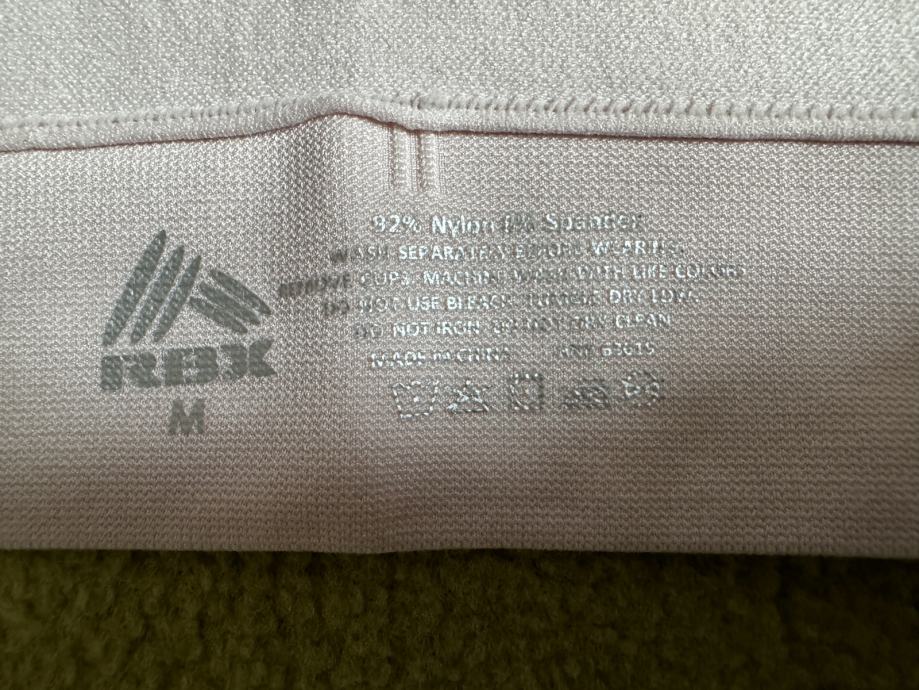 RBX
M
92% Nylon 8% Spandex
WASH SEPARATELY BEFORE WEARING.
REMOVE CUPS. MACHINE WASH WITH LIKE COLORS
DO NOT USE BLEACH. TUMBLE DRY LOW.
DO NOT IRON. DO NOT DRY CLEAN
MADE IN CHINA